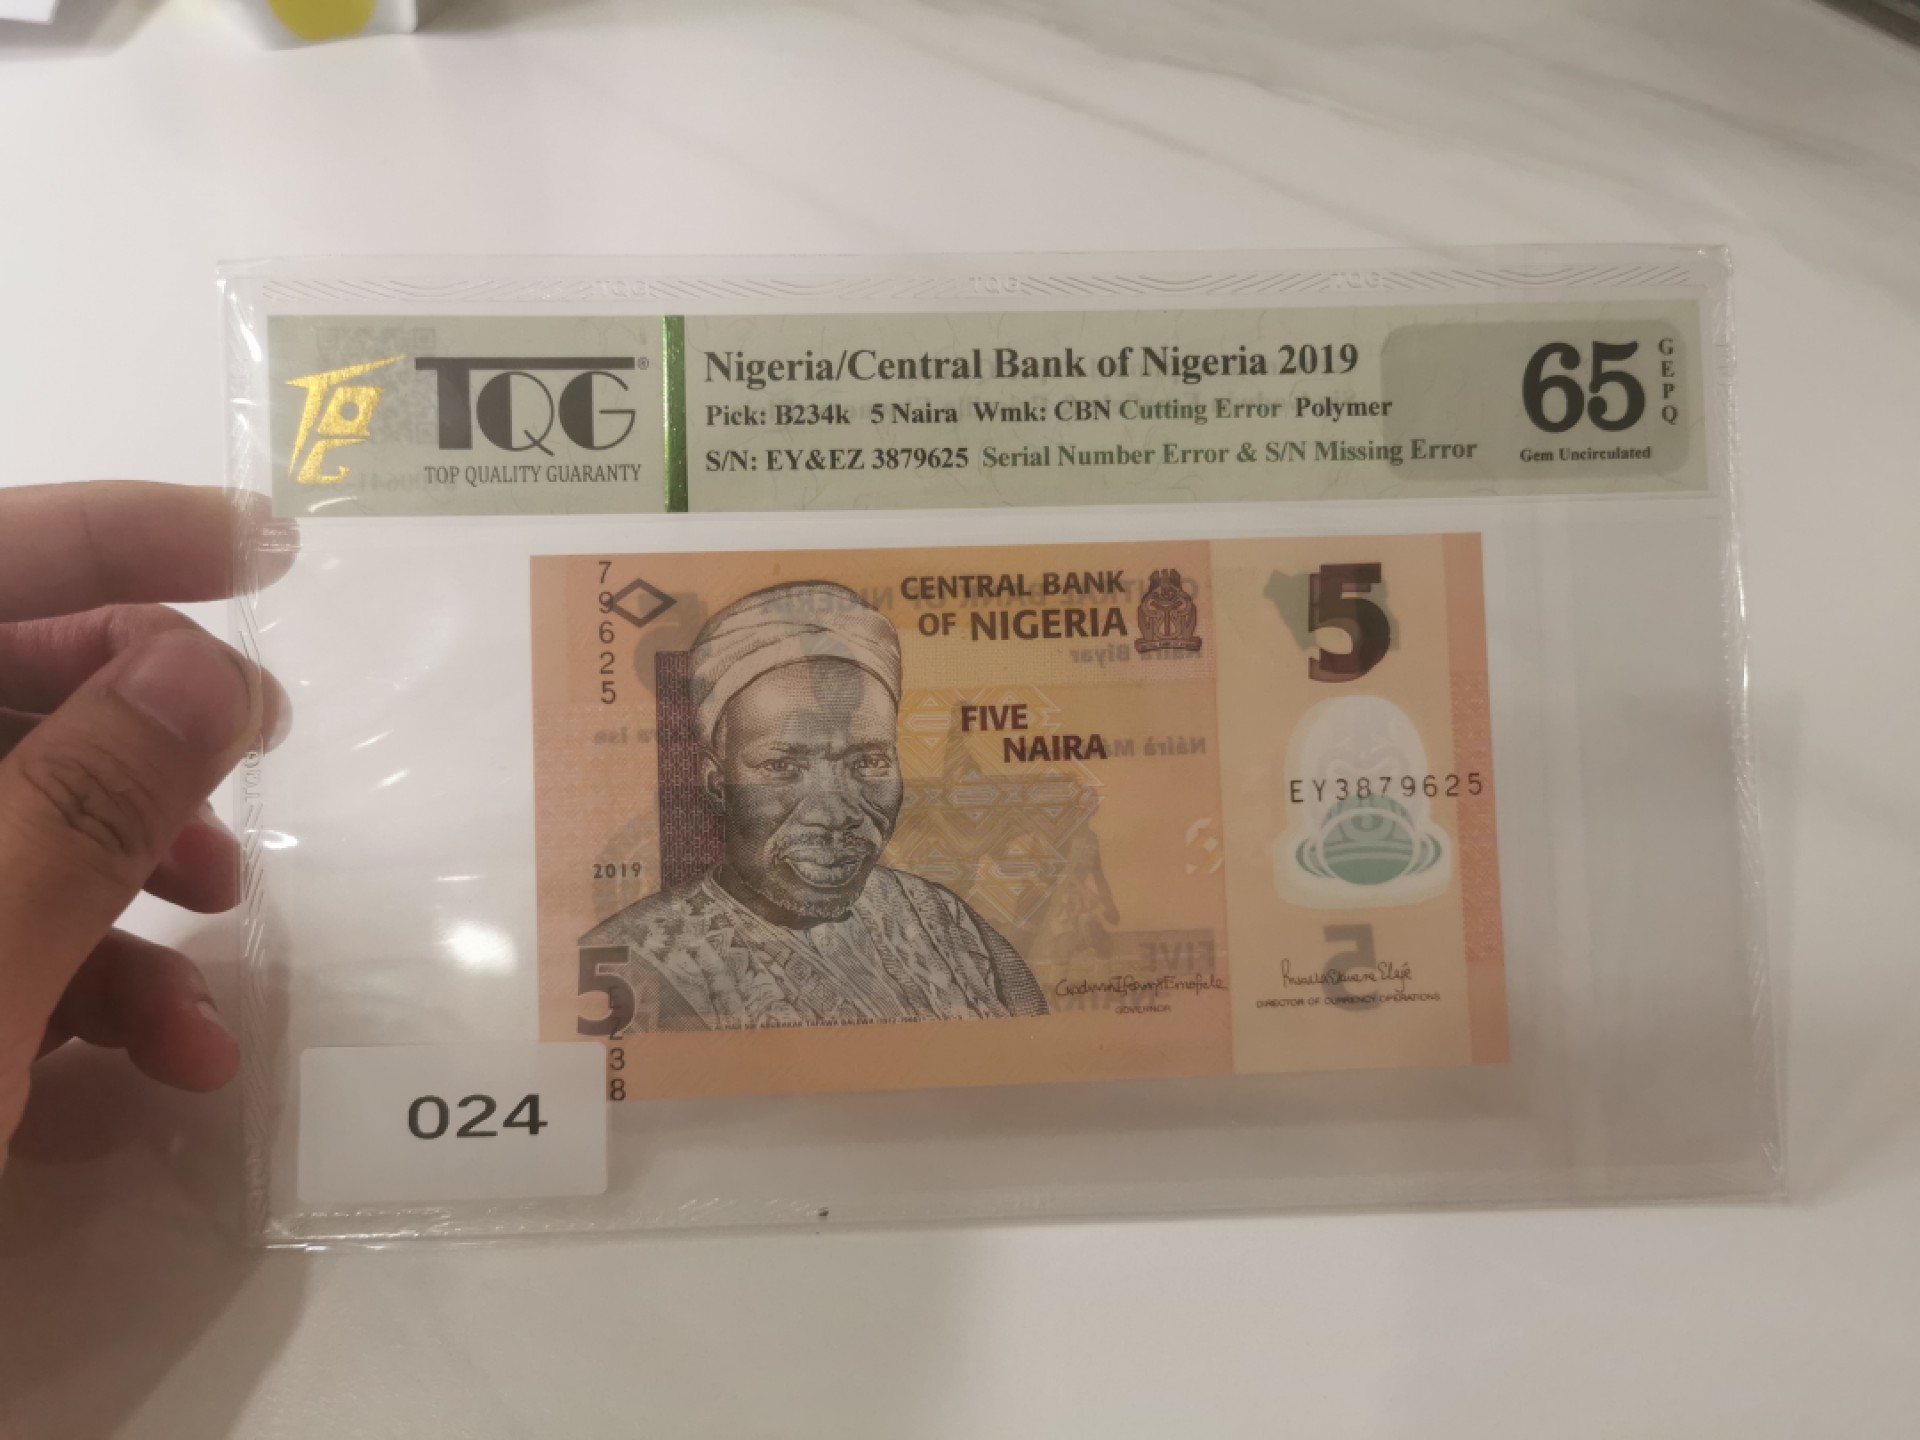 TQG®
TOP QUALITY GUARANTY
Nigeria/Central Bank of Nigeria 2019
Pick: B234k 5 Naira Wmk: CBN Cutting Error Polymer
S/N: EY&EZ 3879625 Serial Number Error & S/N Missing Error
65
GEPQ
Gem Uncirculated
79625
CENTRAL BANK
OF NIGERIA
5
FIVE
NAIRA
EY3879625
2019
5
GOVERNOR
DIRECTOR OF CURRENCY OPERATIONS
238
024